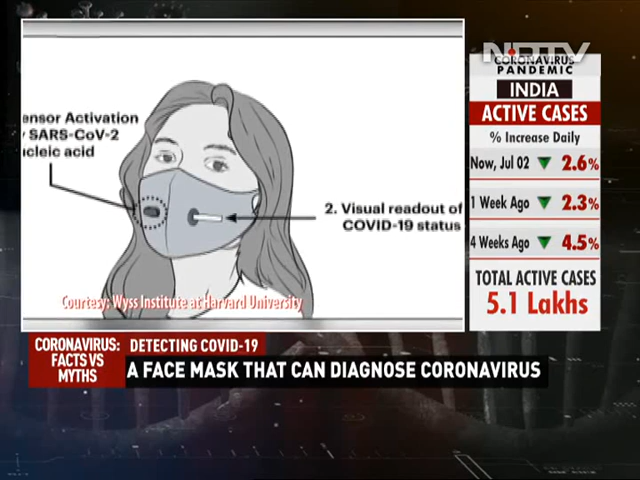 ensor Activation
y SARS-CoV-2
ucleic acid
2. Visual readout of
COVID-19 status
Courtesy: Wyss Institute at Harvard University
NDTV
CORONAVIRUS
PANDEMIC
INDIA
ACTIVE CASES
% Increase Daily
Now, Jul 02 ▼ 2.6%
1 Week Ago ▼ 2.3%
4 Weeks Ago ▼ 4.5%
TOTAL ACTIVE CASES
5.1 Lakhs
CORONAVIRUS:
FACTS VS
MYTHS
DETECTING COVID-19
A FACE MASK THAT CAN DIAGNOSE CORONAVIRUS